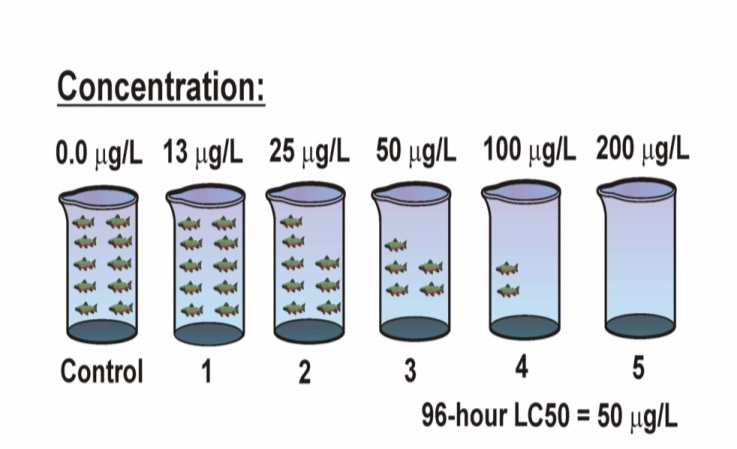 Concentration:
0.0 µg/L 13 µg/L 25 µg/L 50 µg/L 100 µg/L 200 µg/L
Control 1 2 3 4 5
96-hour LC50 = 50 µg/L